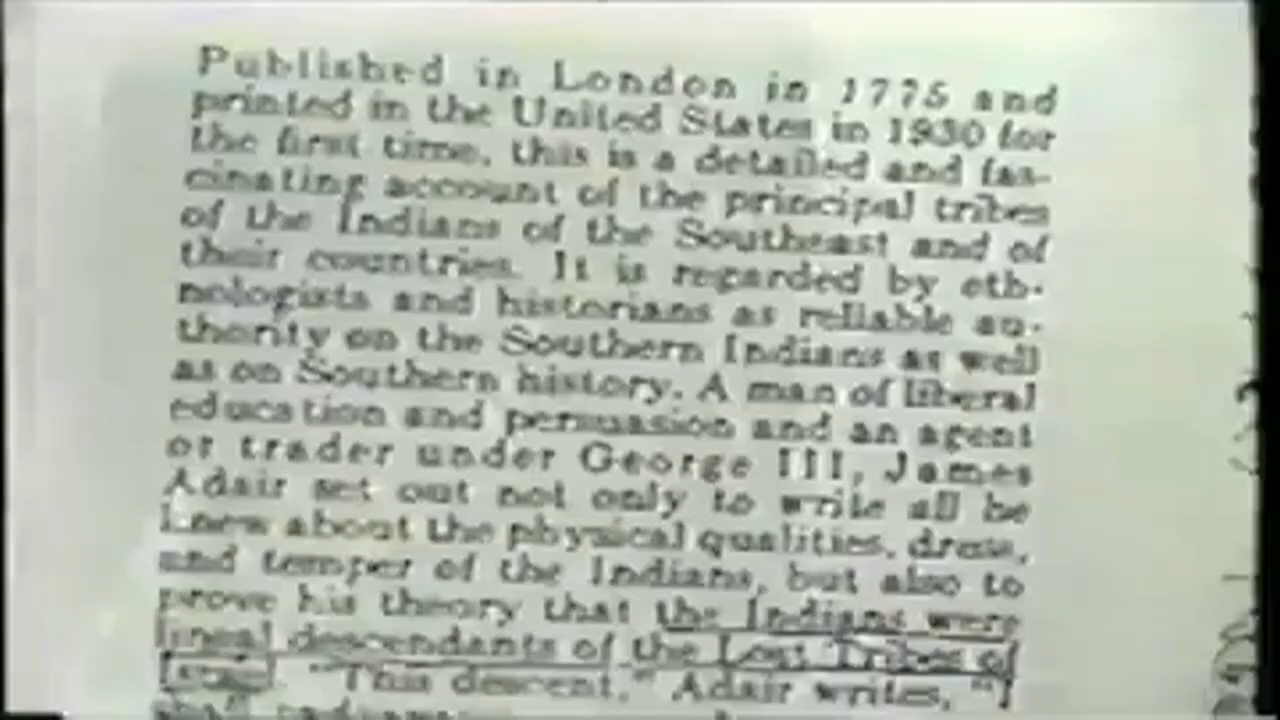 Published in London in 1775 and
printed in the United States in 1930 for
the first time, this is a detailed and fas-
cinating account of the principal tribes
of the Indians of the Southeast and of
their countries. It is regarded by eth-
nologists and historians as reliable au-
thority on the Southern Indians as well
as on Southern history. A man of liberal
education and persuasion and an agent
or trader under George III, James
Adair set out not only to write all he
knew about the physical qualities, dress,
and temper of the Indians, but also to
prove his theory that the Indians were
lineal descendants of the Lost Tribes of
Israel. "This descent," Adair writes, "I
shall